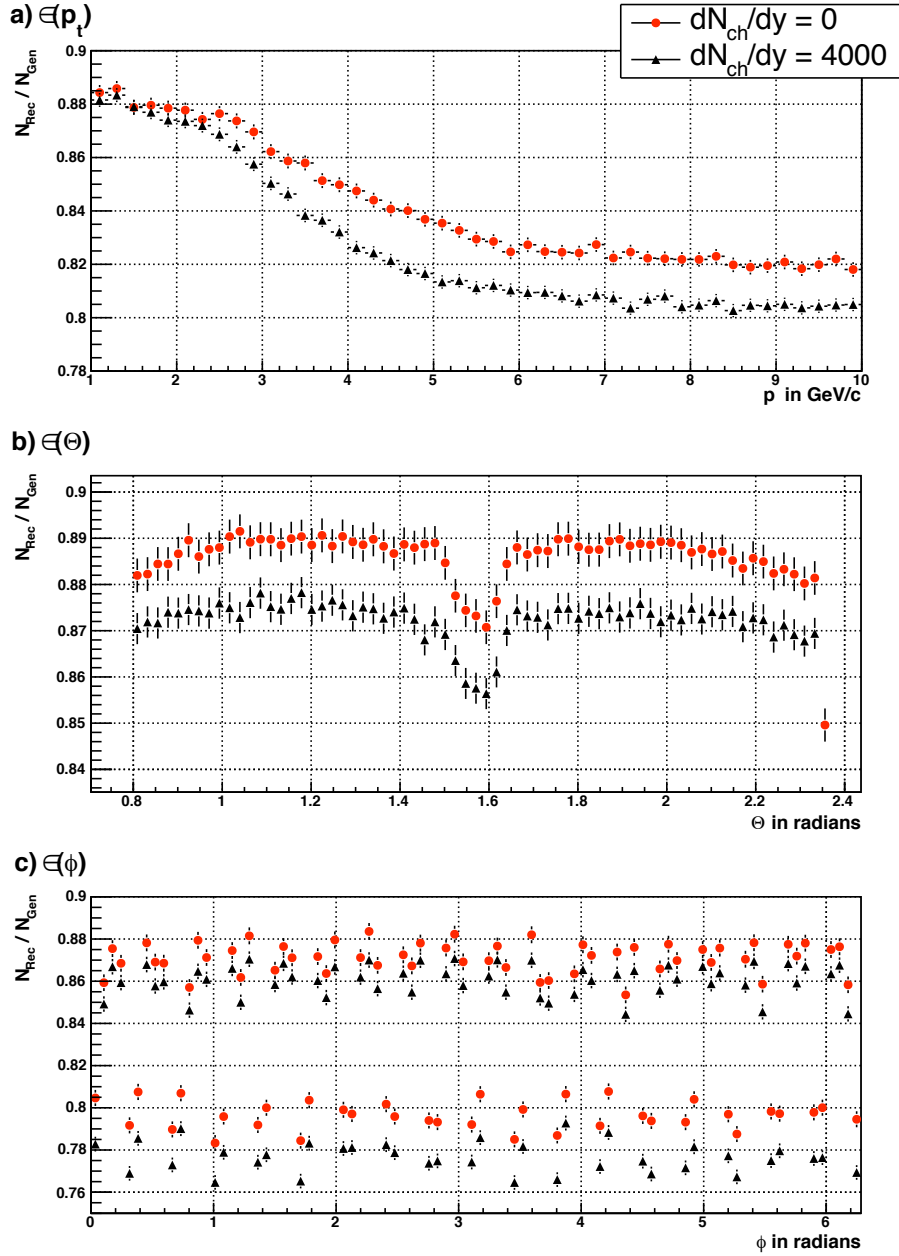 a) ∈(pt)
dNch/dy = 0
dNch/dy = 4000
NRec / NGen
0.9
0.88
0.86
0.84
0.82
0.8
0.78
1 2 3 4 5 6 7 8 9 10
p in GeV/c
b) ∈(Θ)
NRec / NGen
0.9
0.89
0.88
0.87
0.86
0.85
0.84
0.8 1 1.2 1.4 1.6 1.8 2 2.2 2.4
Θ in radians
c) ∈(ϕ)
NRec / NGen
0.9
0.88
0.86
0.84
0.82
0.8
0.78
0.76
0 1 2 3 4 5 6
ϕ in radians